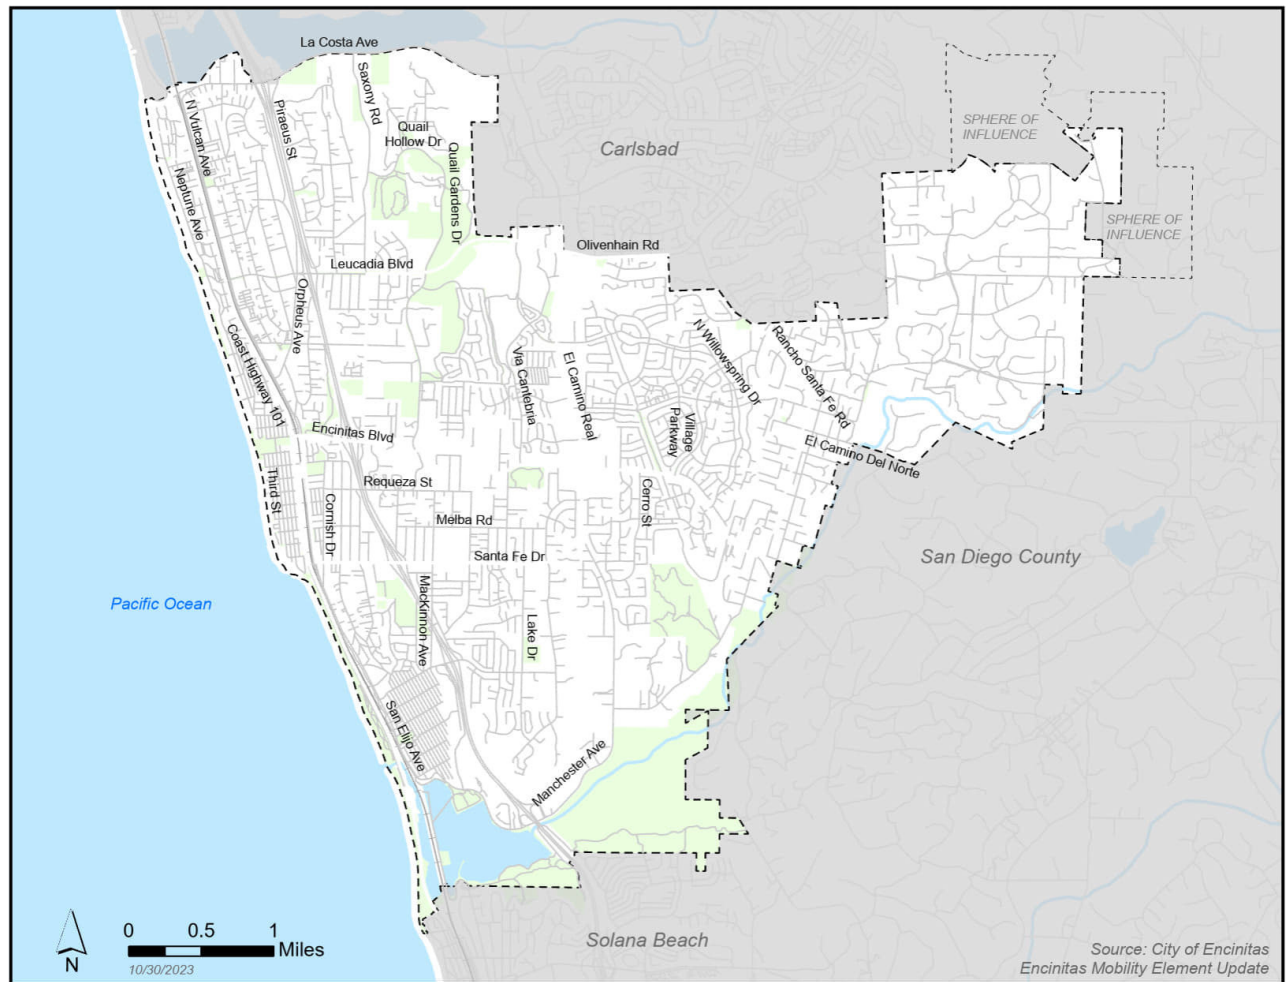 La Costa Ave
Saxony Rd
Piraeus St
N Vulcan Ave
Quail
Hollow Dr
Quail Gardens Dr
Neptune Ave
Carlsbad
SPHERE OF
INFLUENCE
SPHERE OF
INFLUENCE
Olivenhain Rd
Leucadia Blvd
Orpheus Ave
Coast Highway 101
Via Cantebria
El Camino Real
N Willowspring Dr
Rancho Santa Fe Rd
Village
Parkway
Encinitas Blvd
El Camino Del Norte
Third St
Requeza St
Cornish Dr
Melba Rd
Cerro St
Santa Fe Dr
San Diego County
Pacific Ocean
MacKinnon Ave
Lake Dr
San Elijo Ave
Manchester Ave
Solana Beach
N
0 0.5 1
Miles
10/30/2023
Source: City of Encinitas
Encinitas Mobility Element Update